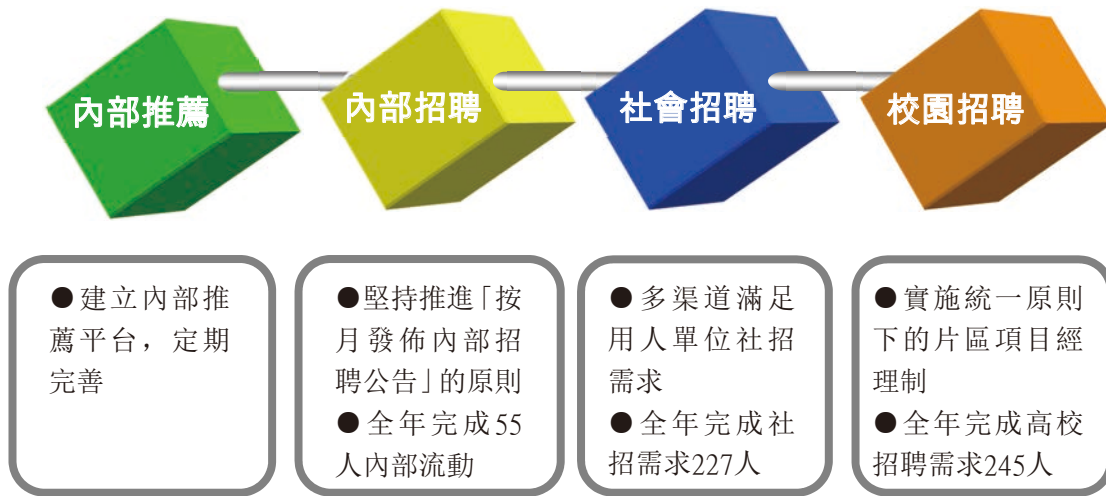 內部推薦
內部招聘
社會招聘
校園招聘
●建立內部推
薦平台，定期
完善
●堅持推進「按
月發佈內部招
聘公告」的原則
●全年完成55
人內部流動
●多渠道滿足
用人單位社招
需求
●全年完成社
招需求227人
●實施統一原則
下的片區項目經
理制
●全年完成高校
招聘需求245人